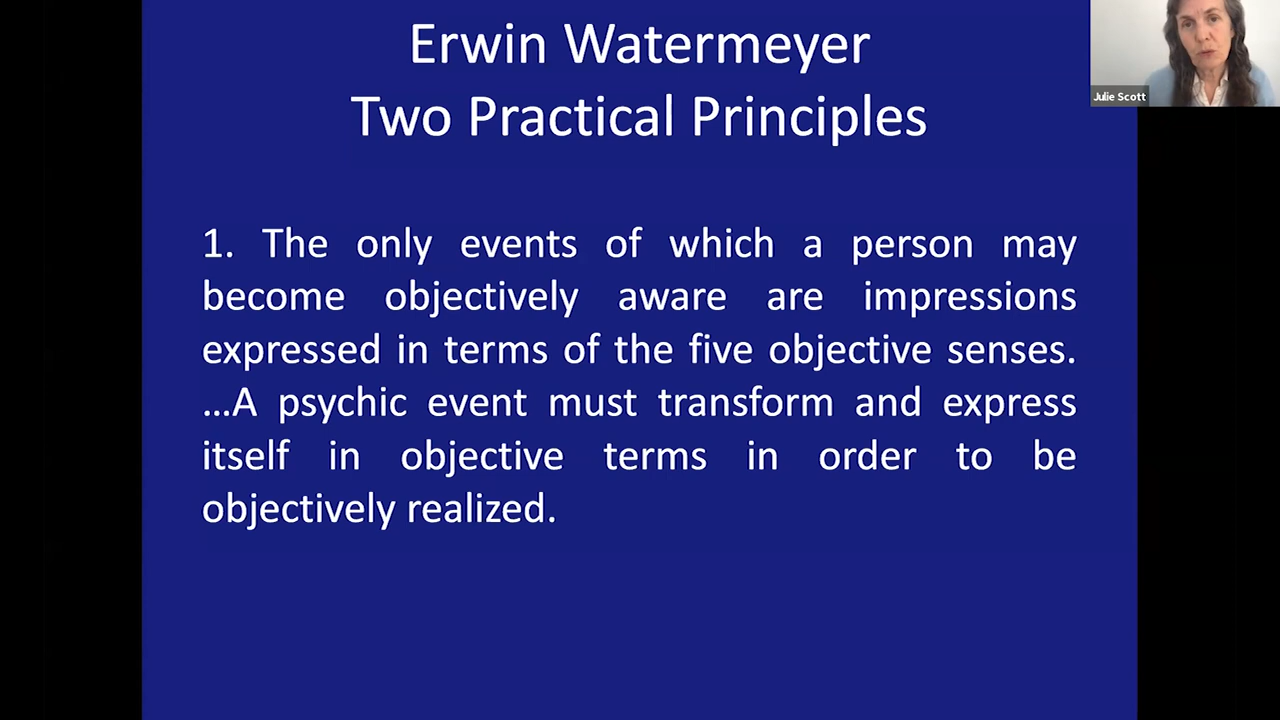 Erwin Watermeyer
Two Practical Principles
Julie Scott
1. The only events of which a person may
become objectively aware are impressions
expressed in terms of the five objective senses.
...A psychic event must transform and express
itself in objective terms in order to be
objectively realized.